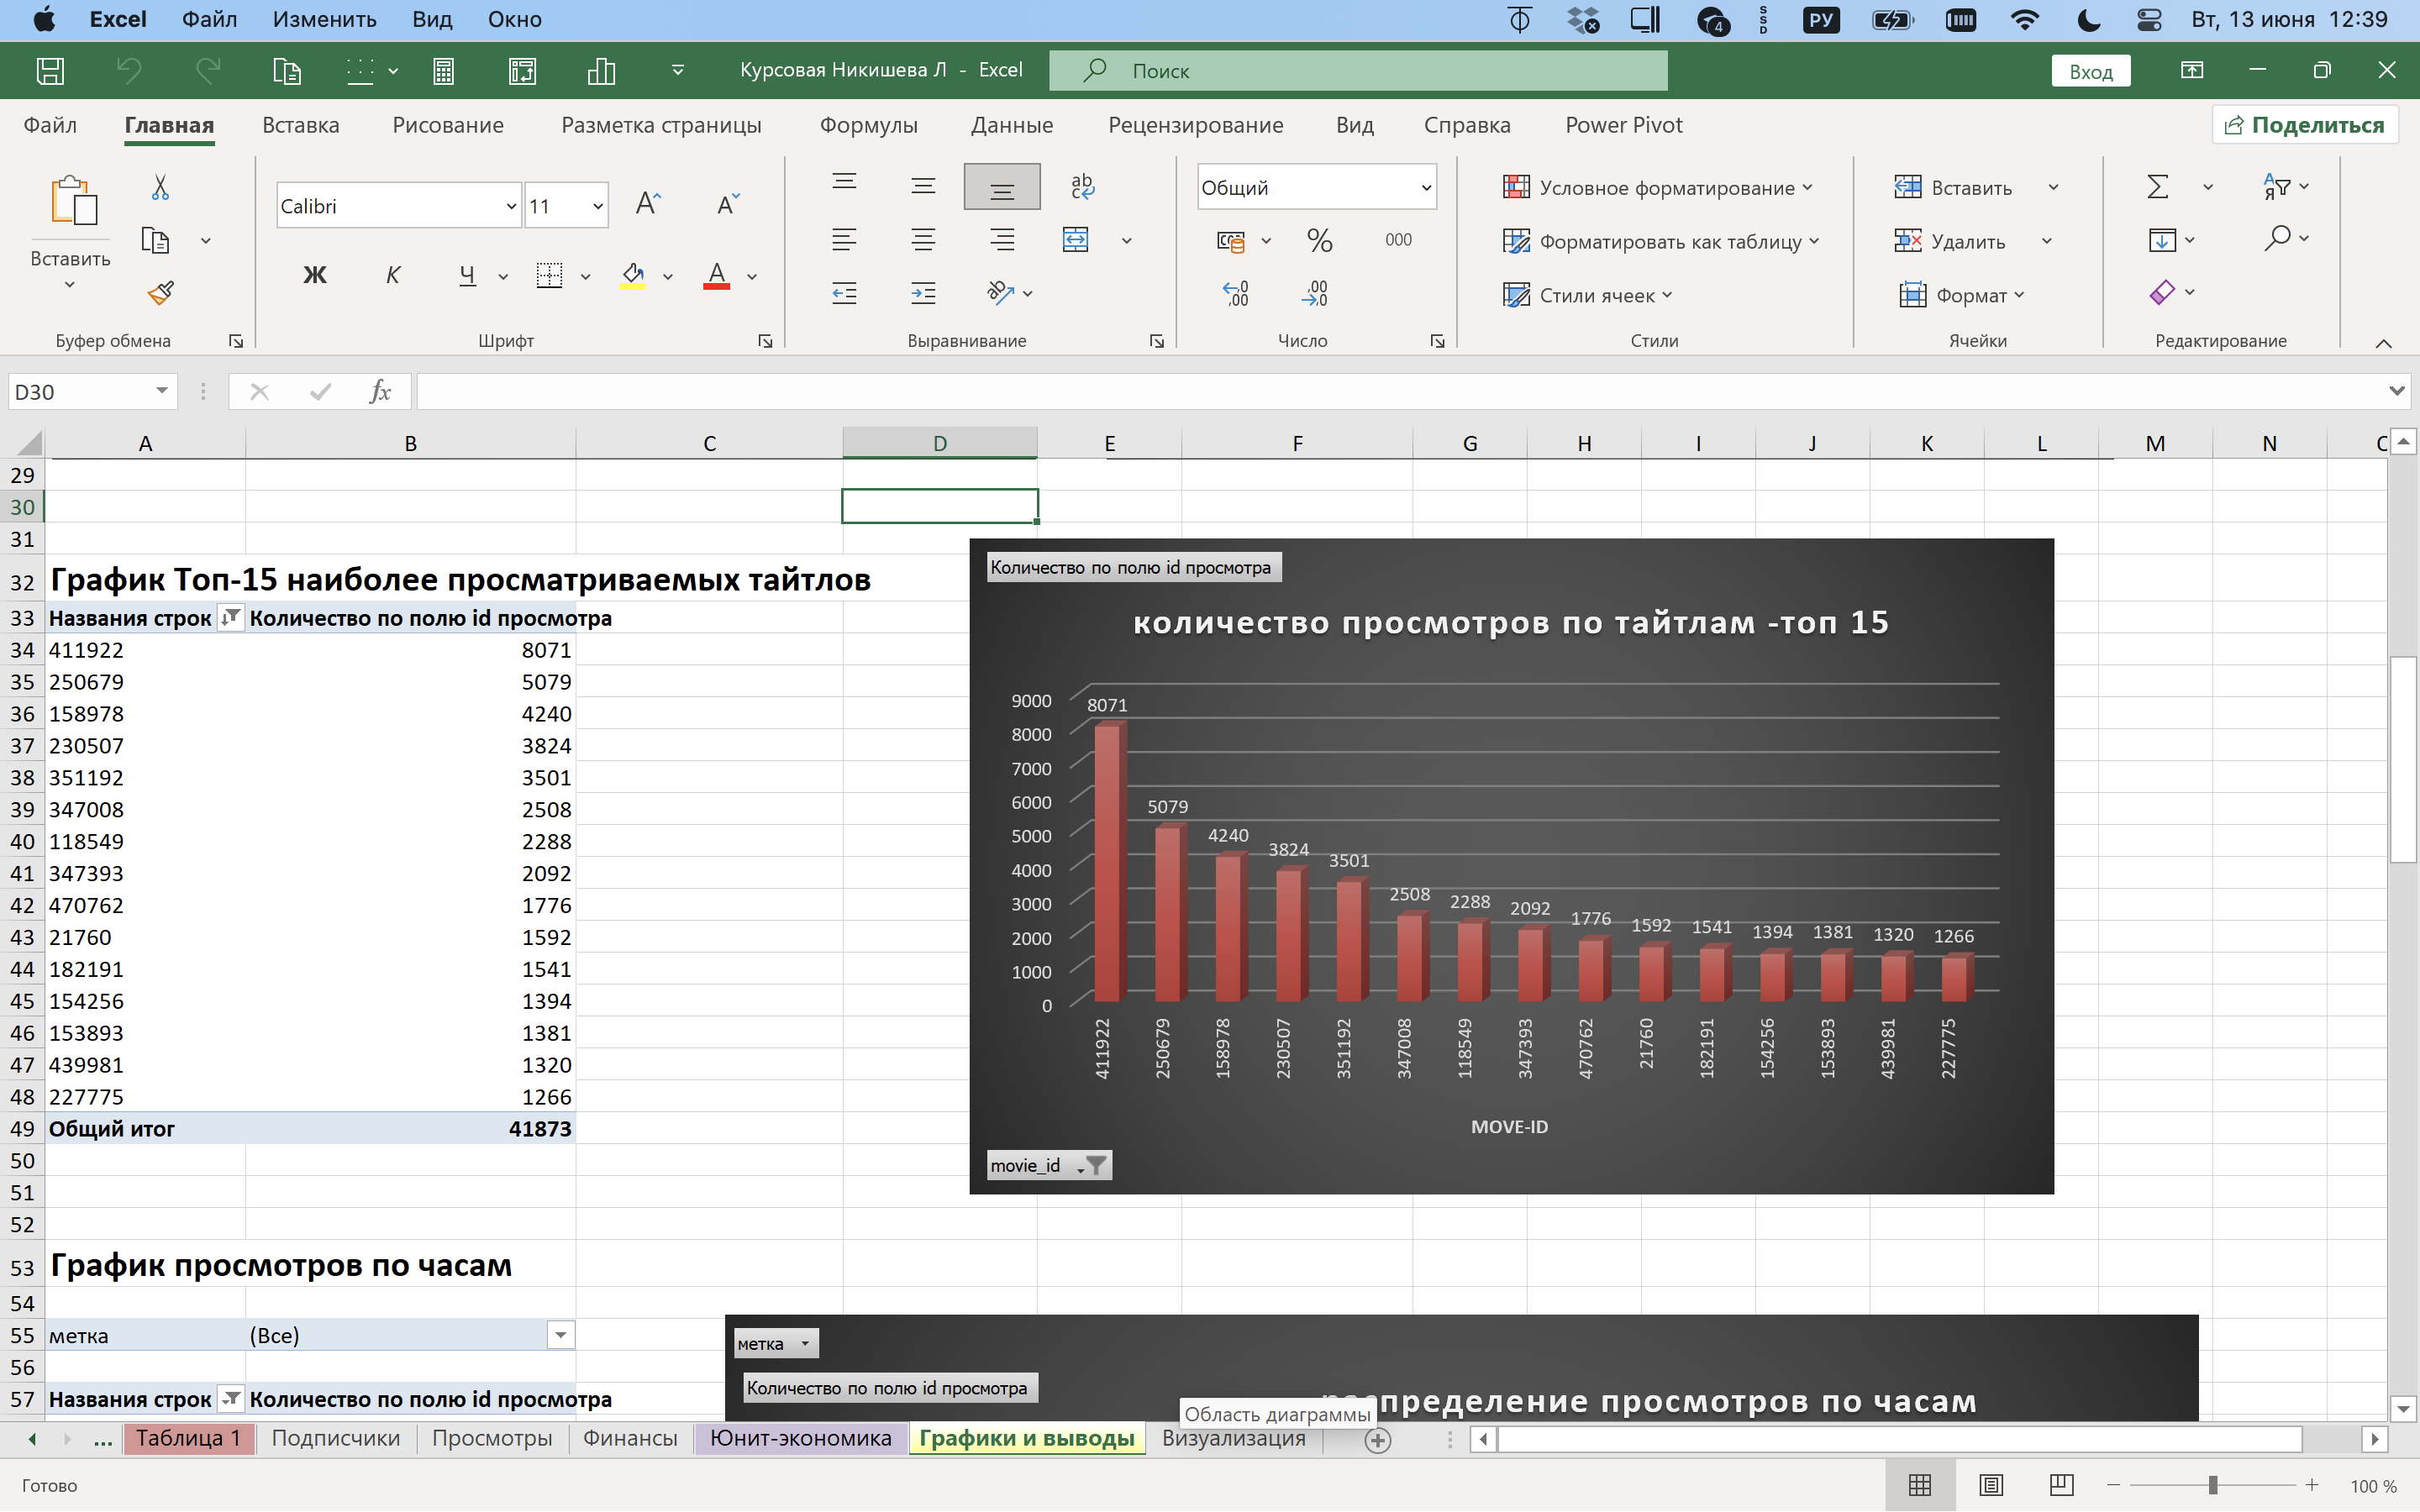 Excel Файл Изменить Вид Окно 4 SSD РУ Вт, 13 июня 12:39
Курсовая Никишева Л - Excel Поиск Вход
Файл Главная Вставка Рисование Разметка страницы Формулы Данные Рецензирование Вид Справка Power Pivot Поделиться
Вставить
Calibri 11 A A
Ж К Ч А
ab c
ab
Общий
% 000
,0 ,00 ,00 ,0
Условное форматирование
Форматировать как таблицу
Стили ячеек
Вставить
Удалить
Формат
Σ А Я
Буфер обмена Шрифт Выравнивание Число Стили Ячейки Редактирование
D30 fx
A B C D E F G H I J K L M N
29
30
31
32 График Топ-15 наиболее просматриваемых тайтлов
33 Названия строк Количество по полю id просмотра
34 411922 8071
35 250679 5079
36 158978 4240
37 230507 3824
38 351192 3501
39 347008 2508
40 118549 2288
41 347393 2092
42 470762 1776
43 21760 1592
44 182191 1541
45 154256 1394
46 153893 1381
47 439981 1320
48 227775 1266
49 Общий итог 41873
50
51
52
53 График просмотров по часам
54
55 метка (Все)
56
57 Названия строк Количество по полю id просмотра
Количество по полю id просмотра
количество просмотров по тайтлам -топ 15
9000
8000
7000
6000
5000
4000
3000
2000
1000
0
8071 5079 4240 3824 3501 2508 2288 2092 1776 1592 1541 1394 1381 1320 1266
411922 250679 158978 230507 351192 347008 118549 347393 470762 21760 182191 154256 153893 439981 227775
MOVE-ID
movie_id
метка
Количество по полю id просмотра
распределение просмотров по часам
Область диаграммы
... Таблица 1 Подписчики Просмотры Финансы Юнит-экономика Графики и выводы Визуализация
Готово 100 %